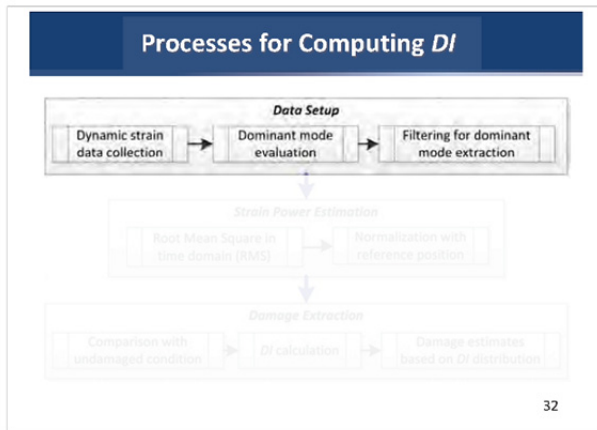 Processes for Computing DI
Data Setup
Dynamic strain
data collection
Dominant mode
evaluation
Filtering for dominant
mode extraction
Strain Power Estimation
Root Mean Square in
time domain (RMS)
Normalization with
reference position
Damage Extraction
Comparison with
undamaged condition
DI calculation
Damage estimates
based on DI distribution
32